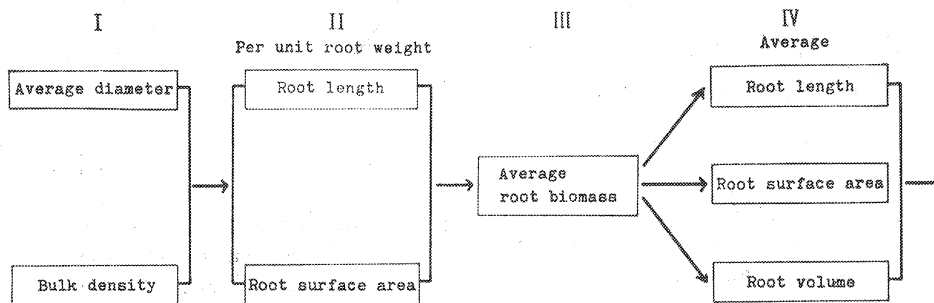 I
II
III
IV
Per unit root weight
Average
Average diameter
Root length
Root length
Average
root biomass
Root surface area
Bulk density
Root surface area
Root volume